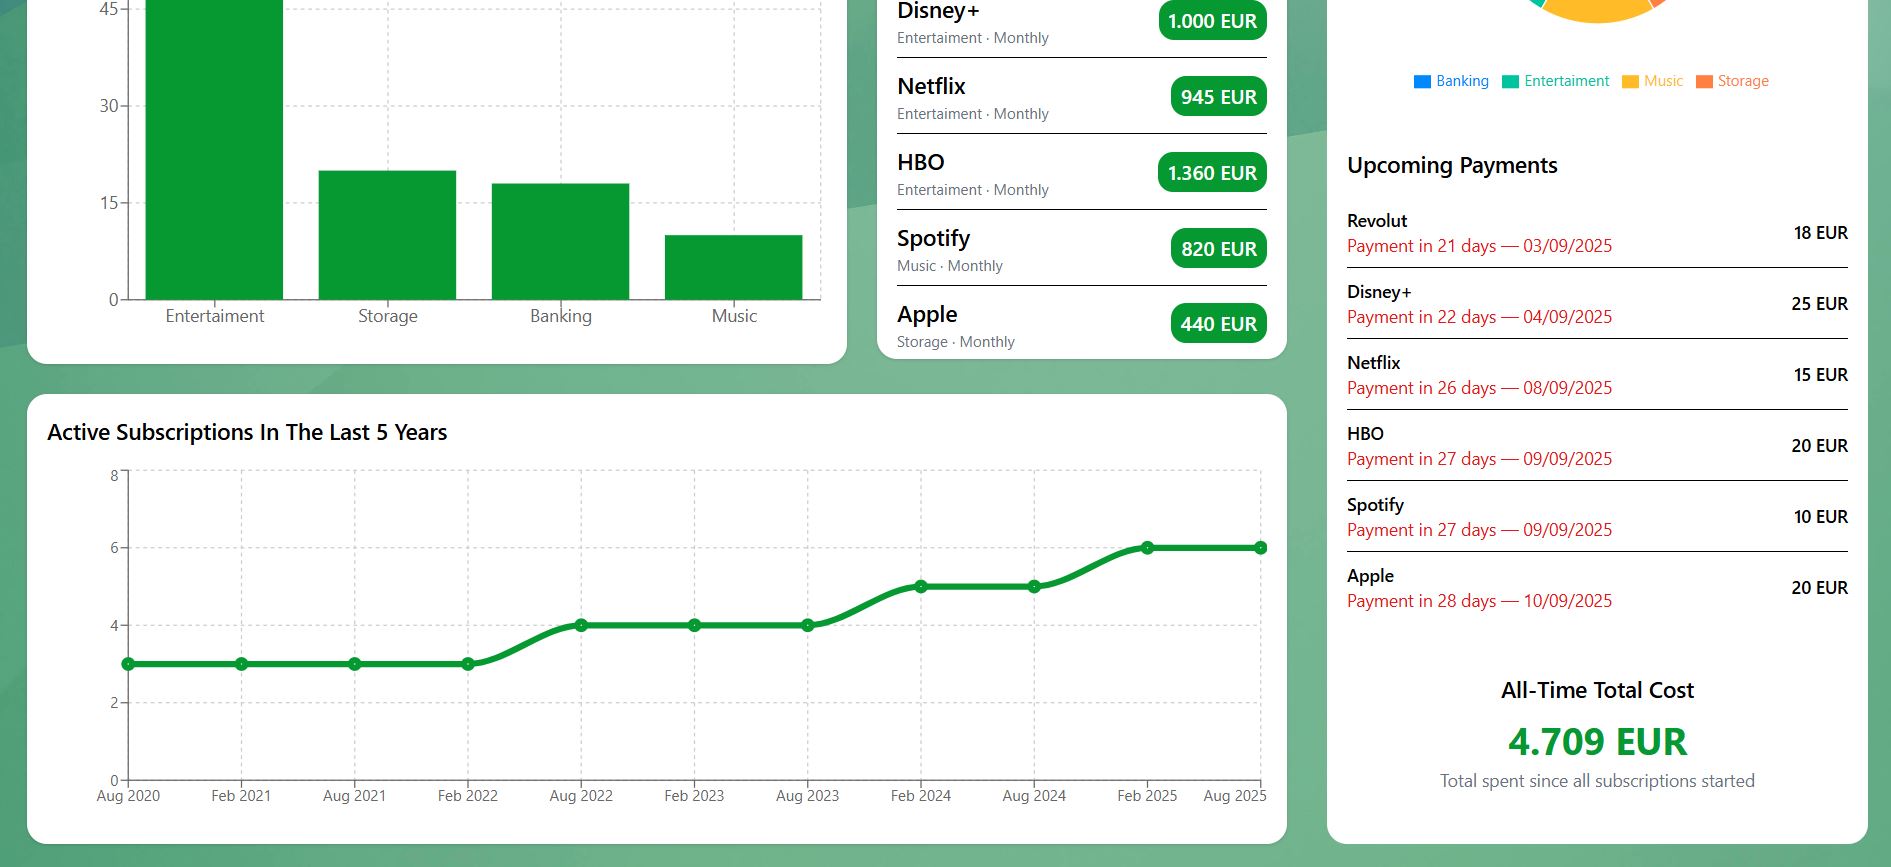 45
30
15
0
Entertaiment
Storage
Banking
Music
Disney+
Entertaiment · Monthly
1.000 EUR
Netflix
Entertaiment · Monthly
945 EUR
HBO
Entertaiment · Monthly
1.360 EUR
Spotify
Music · Monthly
820 EUR
Apple
Storage · Monthly
440 EUR
Active Subscriptions In The Last 5 Years
8
6
4
2
0
Aug 2020
Feb 2021
Aug 2021
Feb 2022
Aug 2022
Feb 2023
Aug 2023
Feb 2024
Aug 2024
Feb 2025
Aug 2025
Banking
Entertaiment
Music
Storage
Upcoming Payments
Revolut
Payment in 21 days — 03/09/2025
18 EUR
Disney+
Payment in 22 days — 04/09/2025
25 EUR
Netflix
Payment in 26 days — 08/09/2025
15 EUR
HBO
Payment in 27 days — 09/09/2025
20 EUR
Spotify
Payment in 27 days — 09/09/2025
10 EUR
Apple
Payment in 28 days — 10/09/2025
20 EUR
All-Time Total Cost
4.709 EUR
Total spent since all subscriptions started